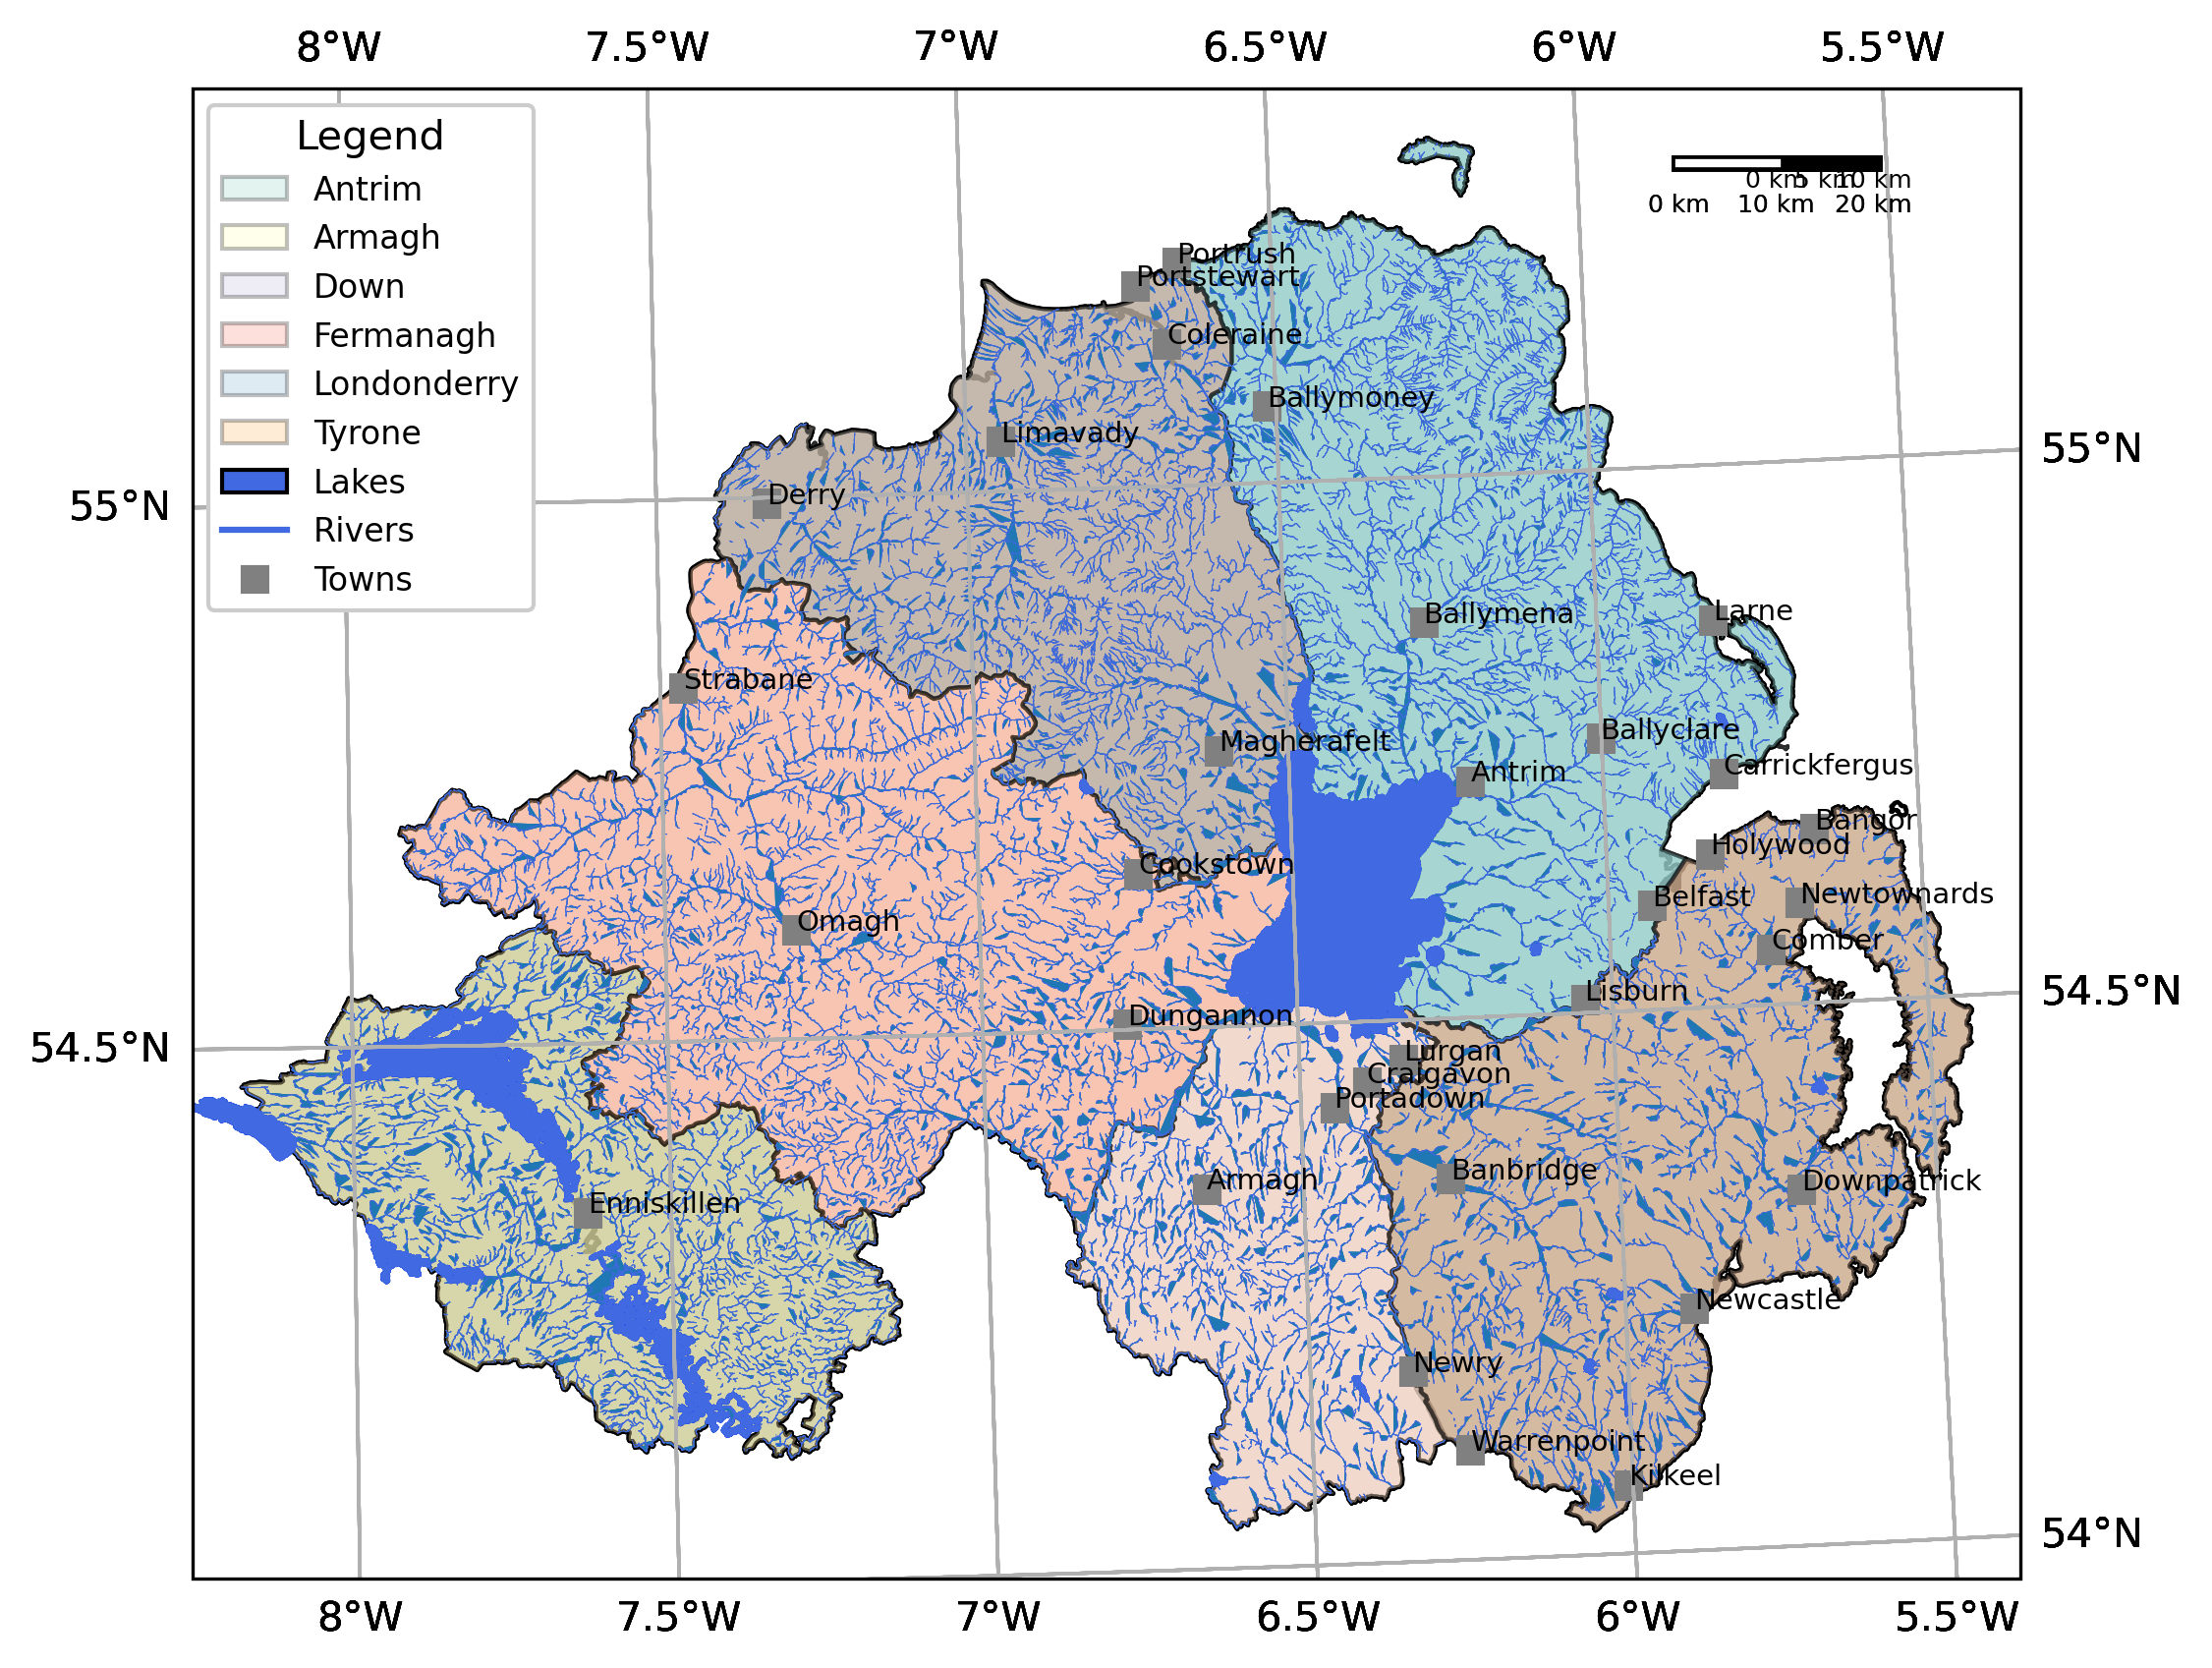 8°W 7.5°W 7°W 6.5°W 6°W 5.5°W
Legend
Antrim
Armagh
Down
Fermanagh
Londonderry
Tyrone
Lakes
Rivers
Towns
0 km 5 km 10 km
0 km 10 km 20 km
Portrush
Portstewart
Coleraine
Ballymoney
Limavady
55°N
Derry
55°N
Larne
Ballymena
Strabane
Ballyclare
Magherafelt
Carrickfergus
Antrim
Bangor
Holywood
Cookstown
Newtownards
Belfast
Omagh
Comber
Lisburn
54.5°N
Dungannon
54.5°N
Lurgan
Craigavon
Portadown
Banbridge
Armagh
Downpatrick
Enniskillen
Newcastle
Newry
Warrenpoint
Kilkeel
54°N
8°W 7.5°W 7°W 6.5°W 6°W 5.5°W